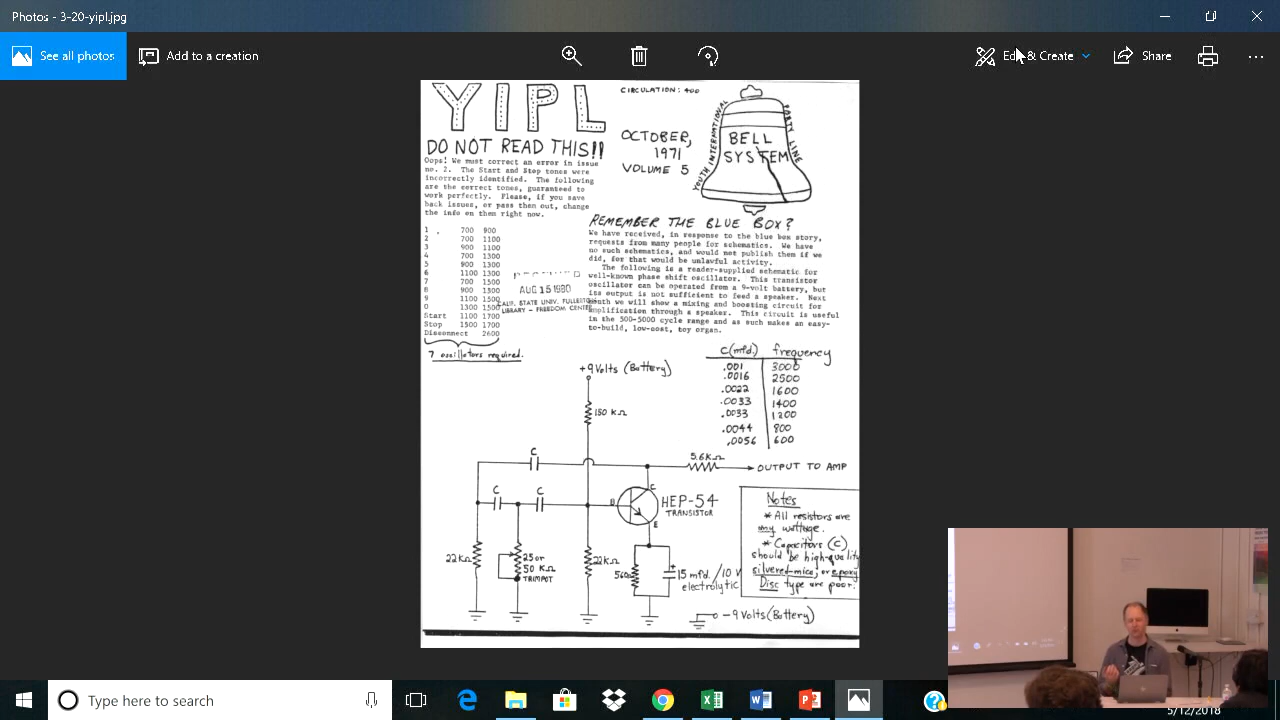 Photos - 3-20-yipl.jpg
See all photos
Add to a creation
Edit & Create
Share
YIPL
CIRCULATION: 400
DO NOT READ THIS!!
OCTOBER,
1971
VOLUME 5
YOUTH INTERNATIONAL
PARTY LINE
BELL
SYSTEM
Oops! We must correct an error in issue
no. 2. The Start and Stop tones were
incorrectly identified. The following
are the correct tones, guaranteed to
work perfectly. Please, if you save
back issues, or pass them out, change
the info on them right now.
1 700 900
2 700 1100
3 900 1100
4 700 1300
5 900 1300
6 1100 1300
7 700 1500
8 900 1500
9 1100 1500
0 1300 1500
Start 1100 1700
Stop 1500 1700
Disconnect 2600
7 oscillators required.
AUG 15 1980
CALIF. STATE UNIV. FULLERTON
LIBRARY - FREEDOM CENTER
REMEMBER THE BLUE BOX?
We have received, in response to the blue box story,
requests from many people for schematics. We have
no such schematics, and would not publish them if we
did, for that would be unlawful activity.
The following is a reader-supplied schematic for
well-known phase shift oscillator. This transistor
oscillator can be operated from a 9-volt battery, but
its output is not sufficient to feed a speaker. Next
month we will show a mixing and boosting circuit for
amplification through a speaker. This circuit is useful
in the 500-5000 cycle range and as such makes an easy-
to-build, low-cost, toy organ.
C(mfd.) frequency
.001 3000
.0016 2500
.0022 1600
.0033 1400
.0033 1200
.0044 800
.0056 600
+9 Volts (Battery)
150 KΩ
C
5.6KΩ
OUTPUT TO AMP
C C
B
C
E
HEP-54
TRANSISTOR
22KΩ
25 or
50 KΩ
TRIMPOT
22KΩ
560
+
15 mfd./10 V
electrolytic
-9 Volts (Battery)
Notes
* All resistors are
any wattage.
* Capacitors (C)
should be high-quality
silvered-mica, or epoxy
Disc type are poor.
Type here to search
5/12/2018